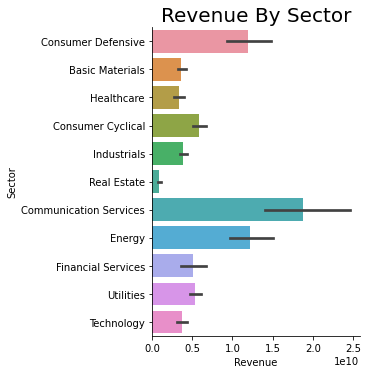 Revenue By Sector
Consumer Defensive
Basic Materials
Healthcare
Consumer Cyclical
Industrials
Real Estate
Communication Services
Energy
Financial Services
Utilities
Technology
Sector
0.0 0.5 1.0 1.5 2.0 2.5
Revenue
1e10